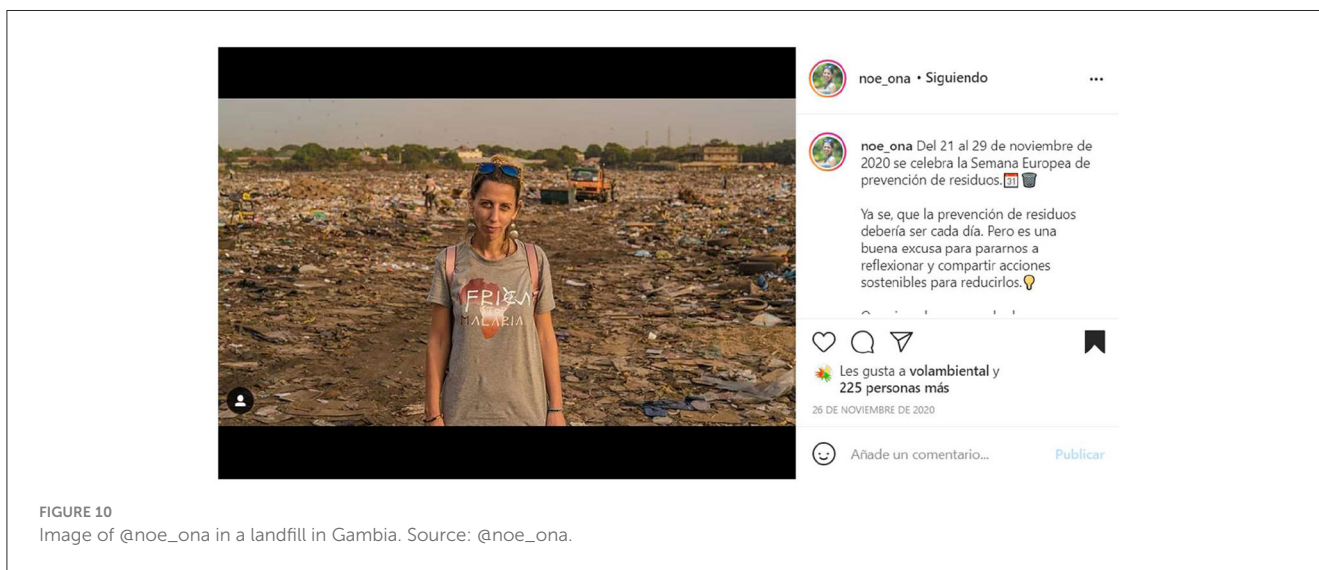 noe_ona • Siguiendo
noe_ona Del 21 al 29 de noviembre de
2020 se celebra la Semana Europea de
prevención de residuos.
Ya se, que la prevención de residuos
debería ser cada día. Pero es una
buena excusa para pararnos a
reflexionar y compartir acciones
sostenibles para reducirlos.
Les gusta a volambiental y
225 personas más
26 DE NOVIEMBRE DE 2020
Añade un comentario... Publicar
MALARIA
FIGURE 10
Image of @noe_ona in a landfill in Gambia. Source: @noe_ona.